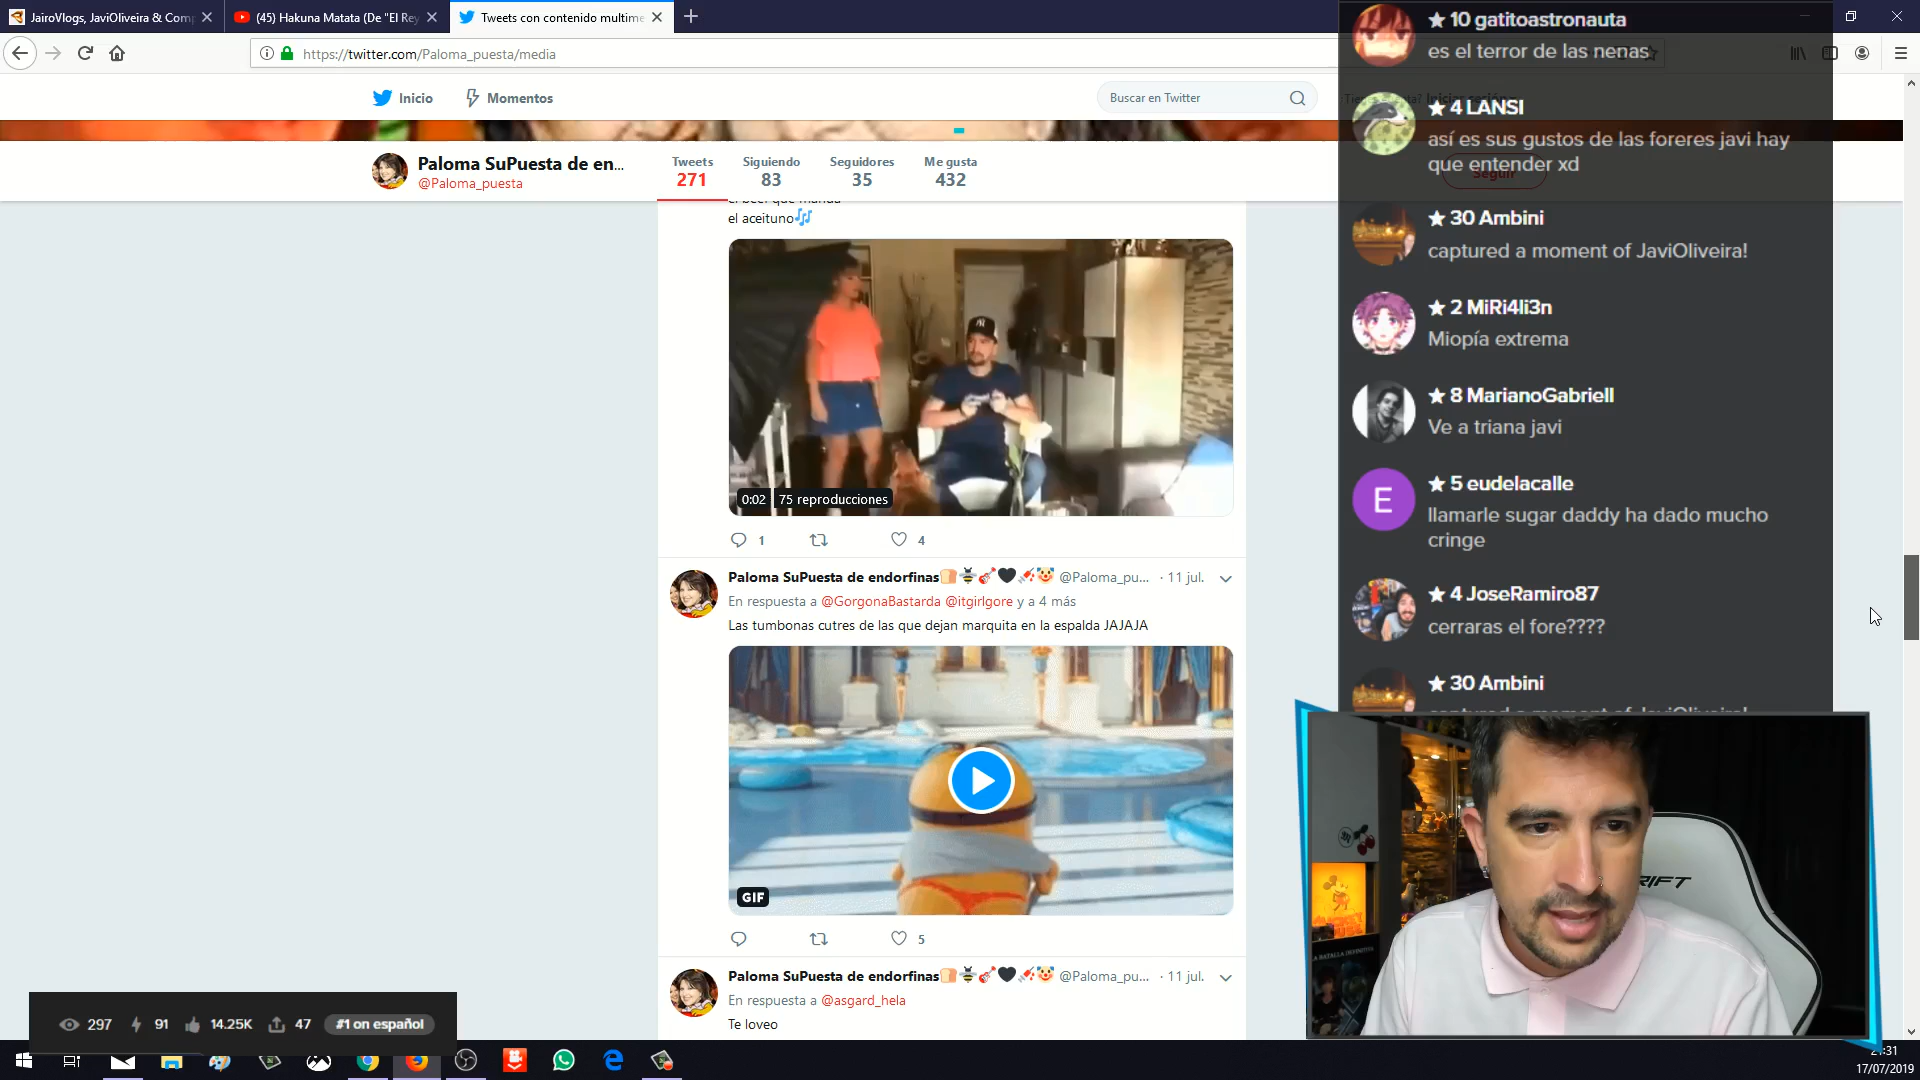 JairoVlogs, JaviOliveira & Com
(45) Hakuna Matata (De "El Rey
Tweets con contenido multime
https://twitter.com/Paloma_puesta/media
Inicio
Momentos
Buscar en Twitter
Paloma SuPuesta de en...
@Paloma_puesta
Tweets
271
Siguiendo
83
Seguidores
35
Me gusta
432
Seguir
el aceituno🎶
0:02
75 reproducciones
1
4
Paloma SuPuesta de endorfinas🍞🐝🎸🖤💉🤡 @Paloma_pu... · 11 jul.
En respuesta a @GorgonaBastarda @itgirlgore y a 4 más
Las tumbonas cutres de las que dejan marquita en la espalda JAJAJA
GIF
5
Paloma SuPuesta de endorfinas🍞🐝🎸🖤💉🤡 @Paloma_pu... · 11 jul.
En respuesta a @asgard_hela
Te loveo
★ 10 gatitoastronauta
es el terror de las nenas
★ 4 LANSI
así es sus gustos de las foreres javi hay
que entender xd
★ 30 Ambini
captured a moment of JaviOliveira!
★ 2 MiRi4li3n
Miopía extrema
★ 8 MarianoGabriell
Ve a triana javi
E
★ 5 eudelacalle
llamarle sugar daddy ha dado mucho
cringe
★ 4 JoseRamiro87
cerraras el fore????
★ 30 Ambini
297
91
14.25K
47
#1 on español
21:31
17/07/2019